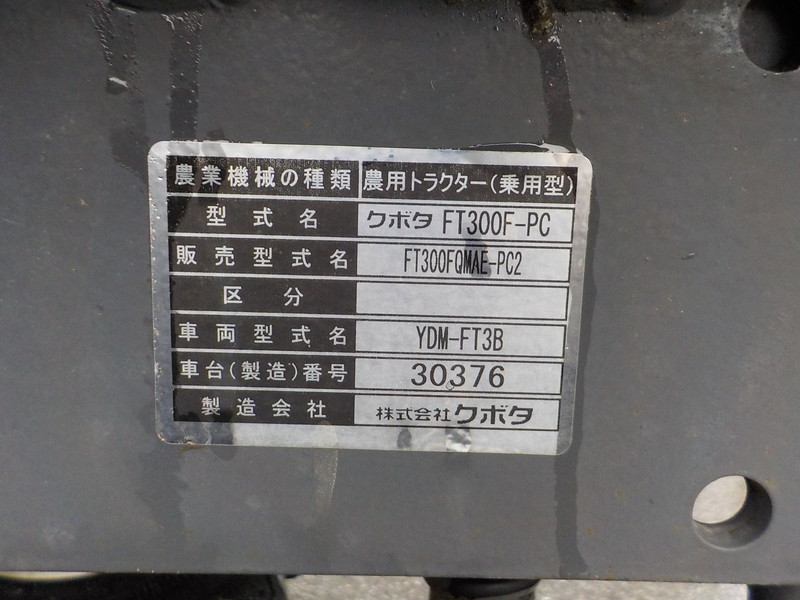 農業機械の種類 農用トラクター(乗用型)
型式名 クボタ FT300F-PC
販売型式名 FT300FQMAE-PC2
区分
車両型式名 YDM-FT3B
車台(製造)番号 30376
製造会社 株式会社クボタ